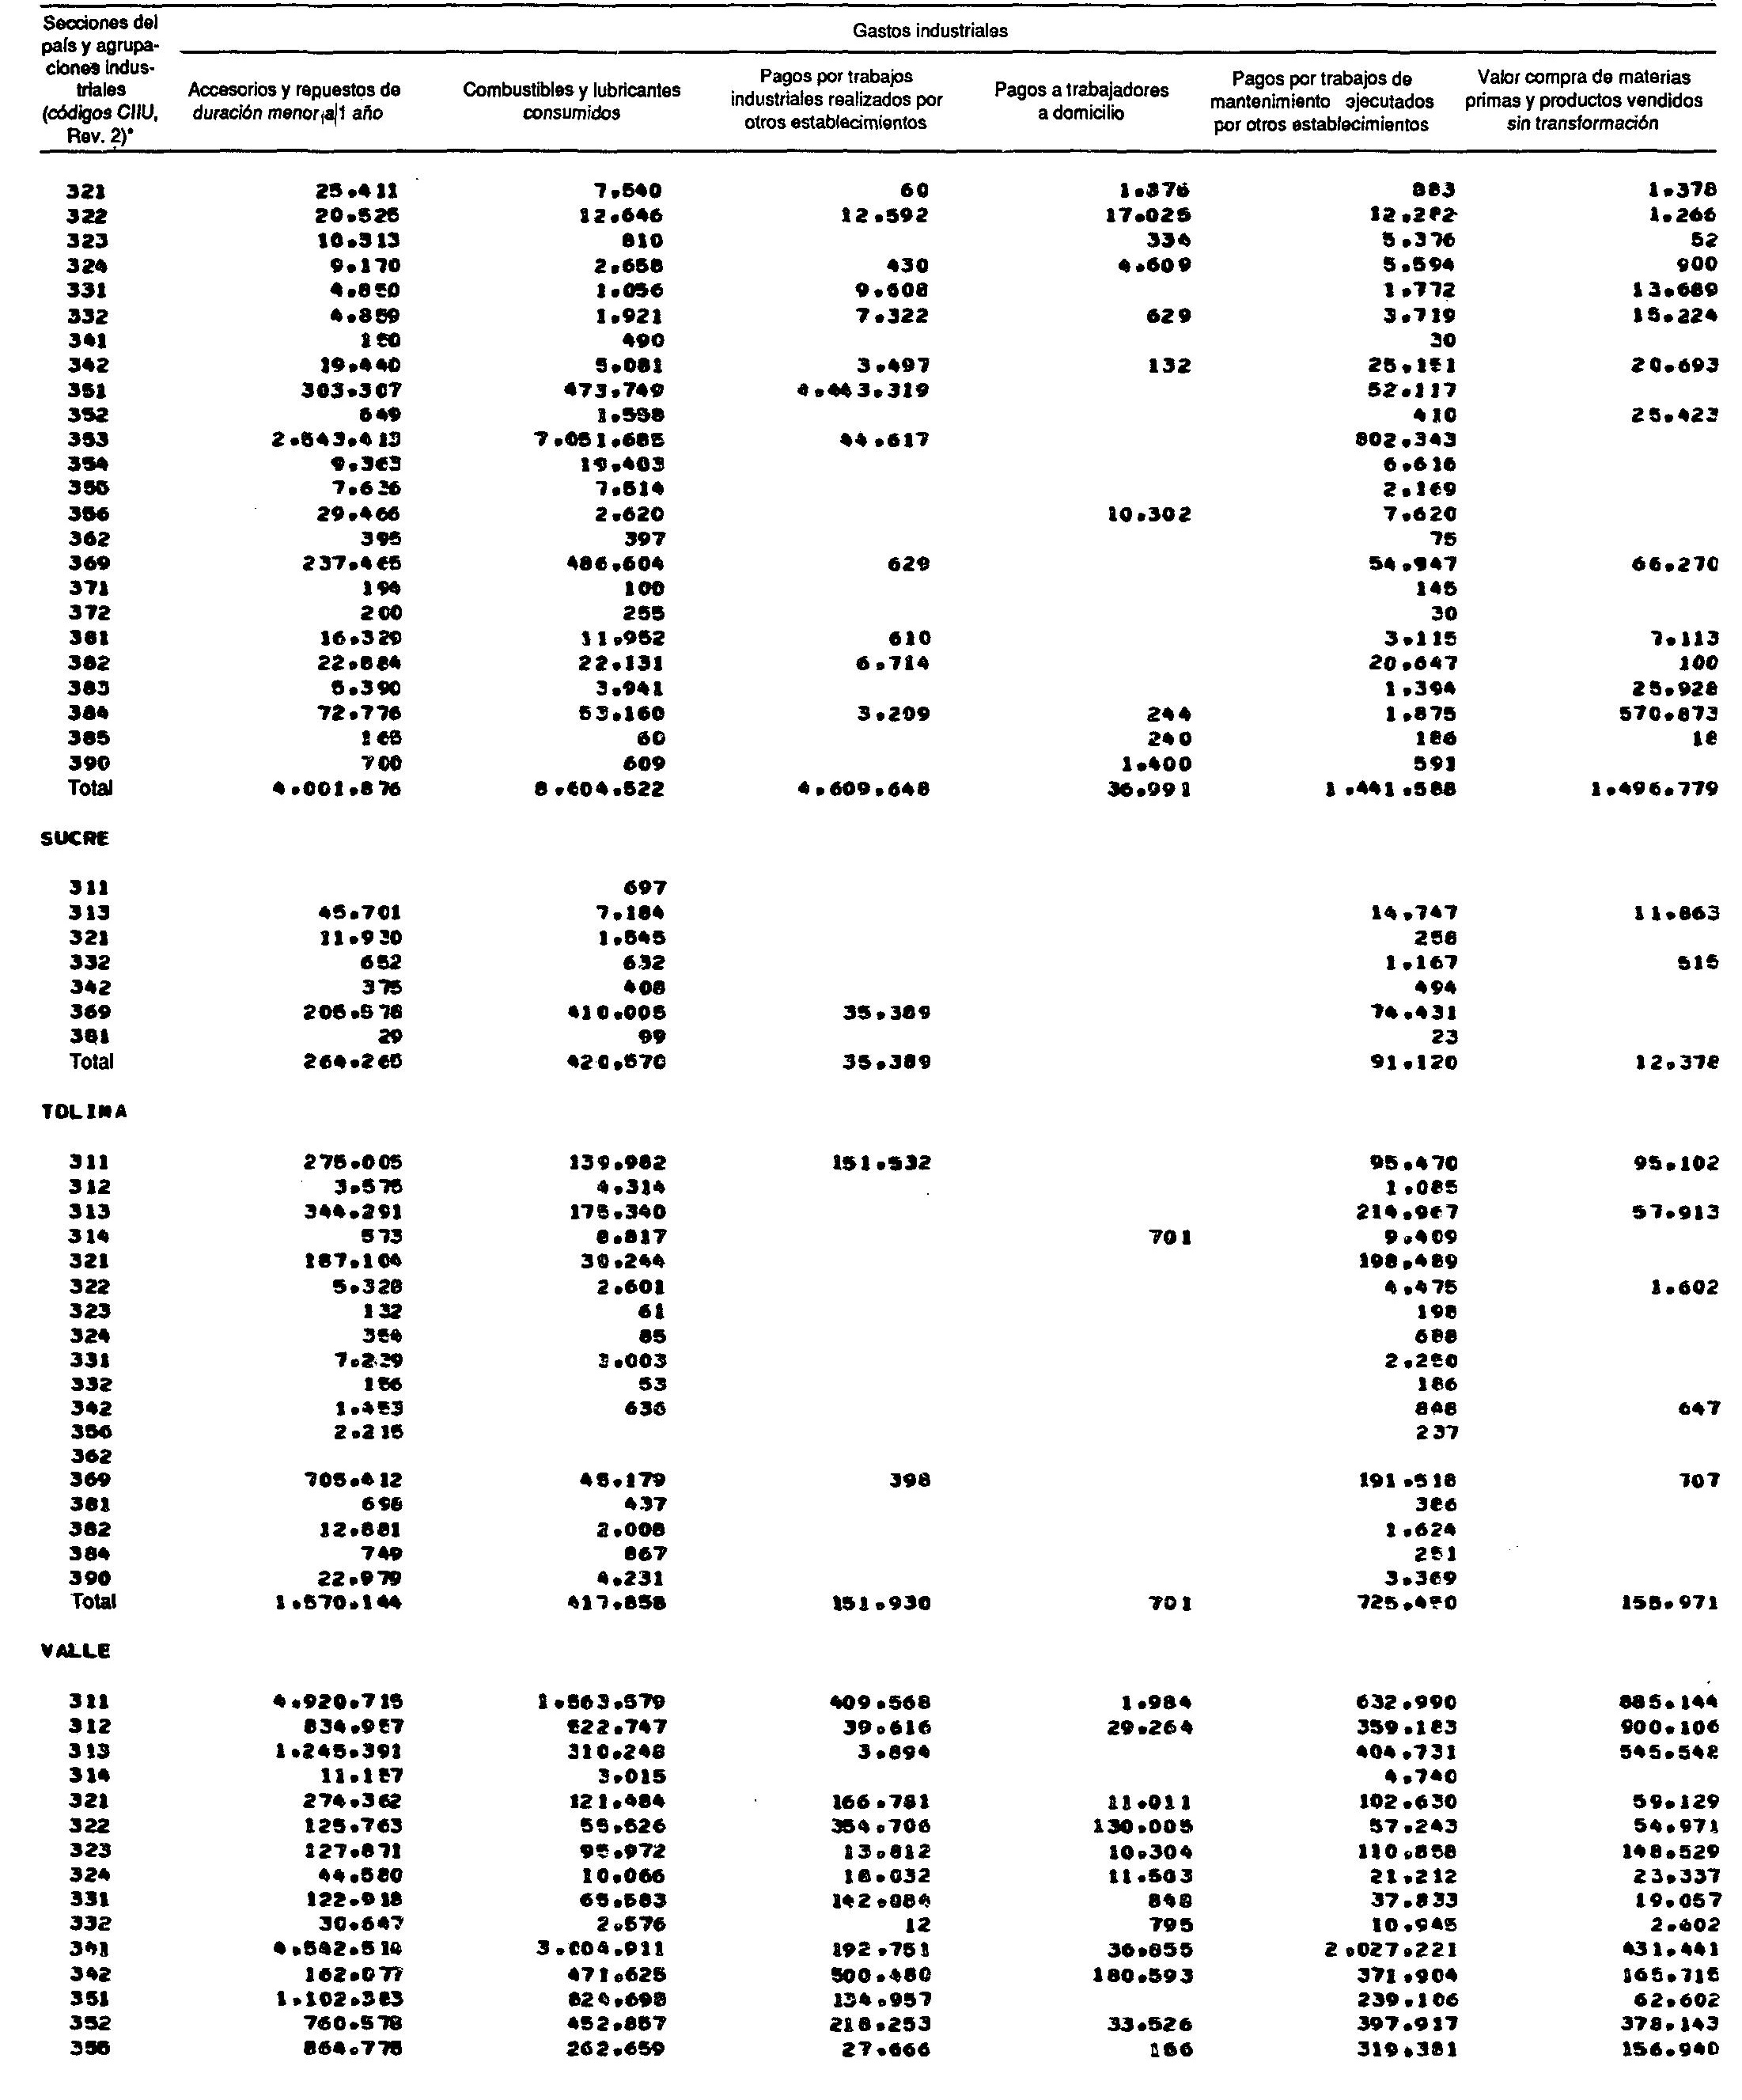 Secciones del
país y agrupa-
ciones indus-
triales
(códigos CIIU,
Rev. 2)*
Gastos industriales
Accesorios y repuestos de
duración menor a 1 año
Combustibles y lubricantes
consumidos
Pagos por trabajos
industriales realizados por
otros establecimientos
Pagos a trabajadores
a domicilio
Pagos por trabajos de
mantenimiento ejecutados
por otros establecimientos
Valor compra de materias
primas y productos vendidos
sin transformación
321 25.411 7.540 60 1.376 883 1.378
322 20.525 12.646 12.592 17.025 12.282 1.266
323 10.313 810 334 5.376 52
324 9.170 2.658 430 4.609 5.594 900
331 4.850 1.056 9.608 1.772 13.689
332 4.859 1.921 7.322 629 3.719 15.224
341 150 490 30
342 19.440 5.081 3.497 132 25.151 20.693
351 303.307 473.749 4.443.319 52.117
352 649 1.558 410 25.423
353 2.543.413 7.051.685 44.617 802.343
354 9.363 19.403 6.616
355 7.636 7.514 2.169
356 29.466 2.620 10.302 7.620
362 395 397 75
369 237.465 486.604 629 54.947 66.270
371 194 100 145
372 200 255 30
381 16.329 11.952 610 3.115 7.113
382 22.884 22.131 6.714 20.647 100
383 5.390 3.941 1.394 25.928
384 72.776 53.160 3.209 244 1.875 570.873
385 165 60 240 186 18
390 700 609 1.400 591
Total 4.001.876 8.604.522 4.609.648 36.991 1.441.588 1.496.779
SUCRE
311 697
313 45.701 7.184 14.747 11.863
321 11.930 1.545 258
332 652 632 1.167 515
342 375 408 494
369 205.578 410.005 35.389 74.431
381 29 99 23
Total 264.265 420.570 35.389 91.120 12.378
TOLIMA
311 275.005 139.982 151.532 95.470 95.102
312 3.575 4.314 1.085
313 344.291 175.340 214.967 57.913
314 573 8.817 701 9.409
321 187.104 30.244 198.489
322 5.328 2.601 4.475 1.602
323 132 61 198
324 354 85 688
331 7.239 3.003 2.250
332 156 53 186
342 1.453 636 848 647
356 2.215 237
362
369 705.412 45.179 398 191.518 707
381 698 437 386
382 12.881 2.008 1.624
384 749 867 251
390 22.979 4.231 3.369
Total 1.570.144 417.858 151.930 701 725.450 155.971
VALLE
311 4.920.715 1.563.579 409.568 1.984 632.990 885.144
312 834.957 522.747 39.616 29.264 359.183 900.106
313 1.245.391 310.248 3.894 404.731 545.542
314 11.157 3.015 4.740
321 274.362 121.484 166.781 11.011 102.630 59.129
322 125.763 55.626 354.706 130.005 57.243 54.971
323 127.871 95.972 13.812 10.304 110.858 148.529
324 44.580 10.066 18.032 11.503 21.212 23.337
331 122.918 65.583 142.084 848 37.833 19.057
332 30.647 2.576 12 795 10.945 2.602
341 4.542.514 3.604.911 192.751 36.855 2.027.221 431.441
342 162.077 471.625 500.480 180.593 371.904 165.715
351 1.102.383 824.698 134.957 239.106 62.602
352 760.578 452.857 218.253 33.526 397.917 378.143
355 864.775 262.659 27.666 166 319.381 156.940